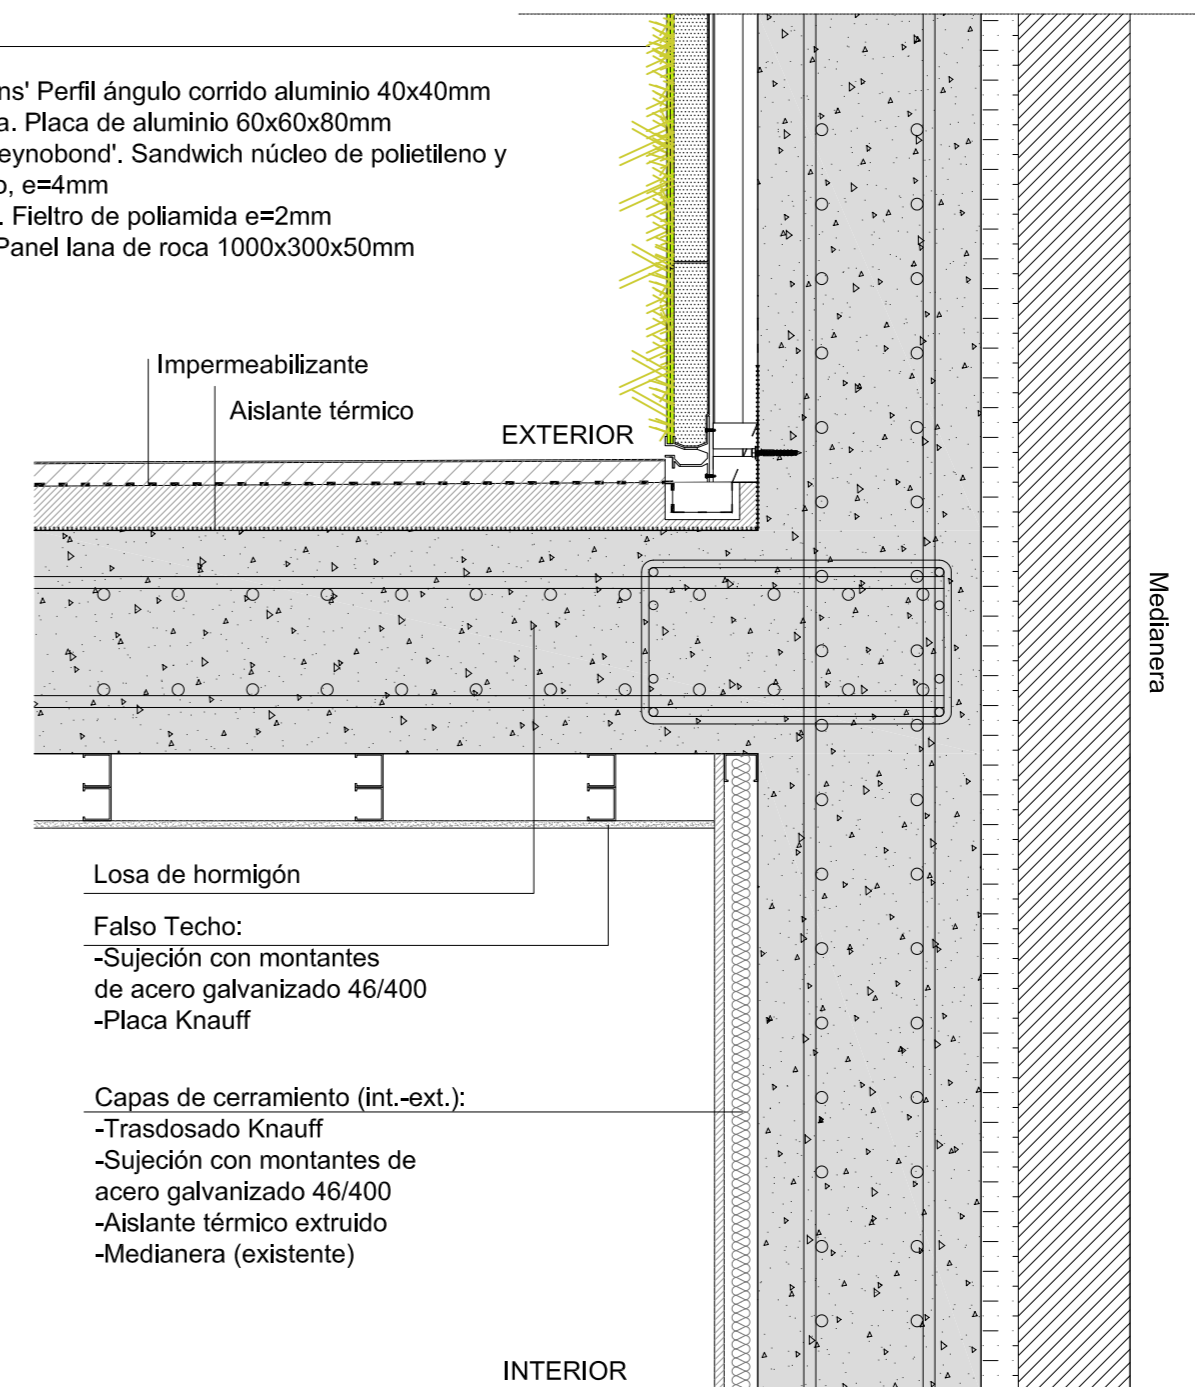 ns' Perfil ángulo corrido aluminio 40x40mm
a. Placa de aluminio 60x60x80mm
eynobond'. Sandwich núcleo de polietileno y
o, e=4mm
. Fieltro de poliamida e=2mm
Panel lana de roca 1000x300x50mm
Impermeabilizante
Aislante térmico
EXTERIOR
Medianera
Losa de hormigón
Falso Techo:
-Sujeción con montantes
de acero galvanizado 46/400
-Placa Knauff
Capas de cerramiento (int.-ext.):
-Trasdosado Knauff
-Sujeción con montantes de
acero galvanizado 46/400
-Aislante térmico extruido
-Medianera (existente)
INTERIOR